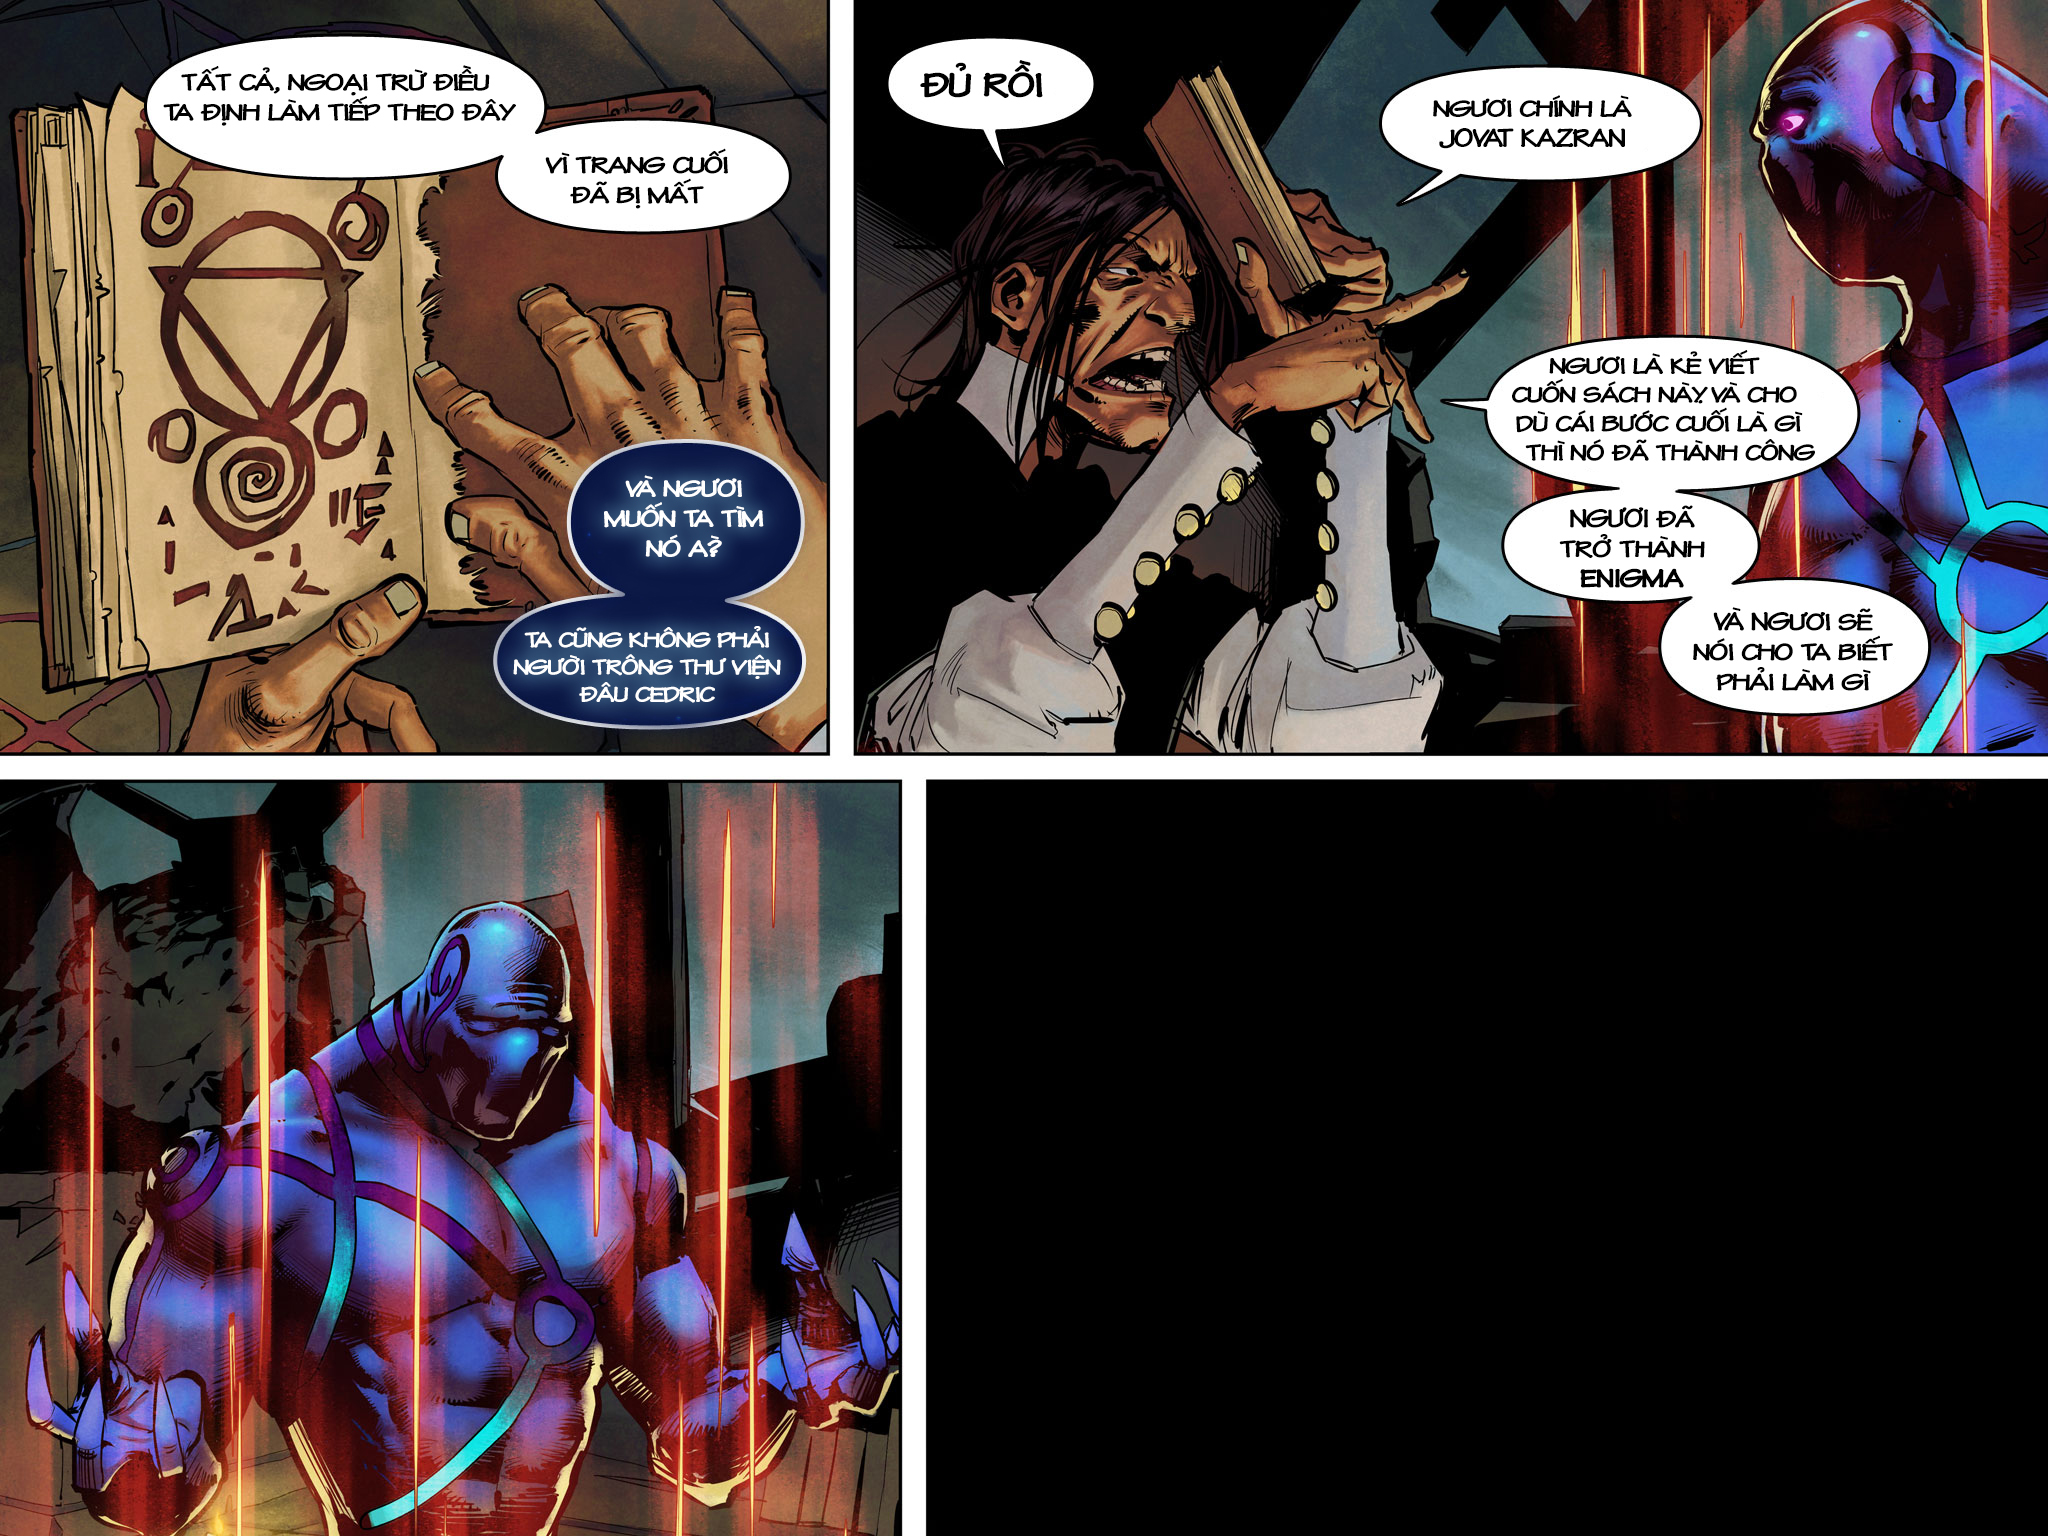 TẤT CẢ, NGOẠI TRỪ ĐIỀU
TA ĐỊNH LÀM TIẾP THEO ĐÂY
VÌ TRANG CUỐI
ĐÃ BỊ MẤT
VÀ NGƯƠI
MUỐN TA TÌM
NÓ A?
TA CŨNG KHÔNG PHẢI
NGƯỜI TRÔNG THƯ VIỆN
ĐÂU CEDRIC
ĐỦ RỒI
NGƯƠI CHÍNH LÀ
JOVAT KAZRAN
NGƯƠI LÀ KẺ VIẾT
CUỐN SÁCH NÀY. VÀ CHO
DÙ CÁI BƯỚC CUỐI LÀ GÌ
THÌ NÓ ĐÃ THÀNH CÔNG
NGƯƠI ĐÃ
TRỞ THÀNH
ENIGMA
VÀ NGƯƠI SẼ
NÓI CHO TA BIẾT
PHẢI LÀM GÌ